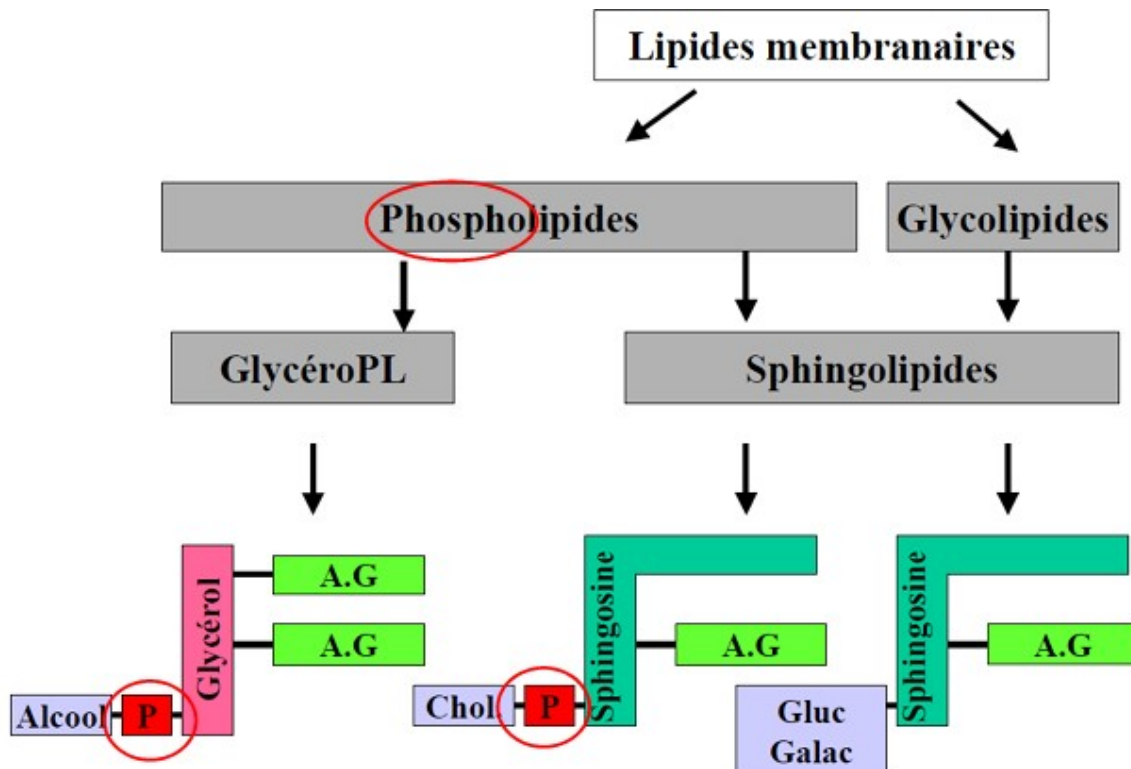 Lipides membranaires
Phospholipides
Glycolipides
GlycéroPL
Sphingolipides
Glycérol
A.G
A.G
Alcool
P
Sphingosine
A.G
Chol.
P
Sphingosine
A.G
Gluc
Galac